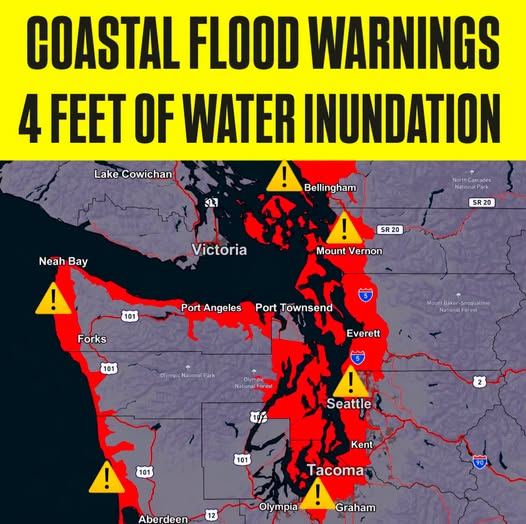 COASTAL FLOOD WARNINGS
4 FEET OF WATER INUNDATION
Lake Cowichan
North Cascades
National Park
Bellingham
SR 20
SR 20
Victoria
Mount Vernon
Neah Bay
5
Mount Baker-Snoqualmie
National Forest
101
Port Angeles
Port Townsend
Everett
Forks
5
101
Olympic National Park
Olympic
National Forest
2
Seattle
101
Kent
101
90
101
Tacoma
Olympia
Graham
12
Aberdeen